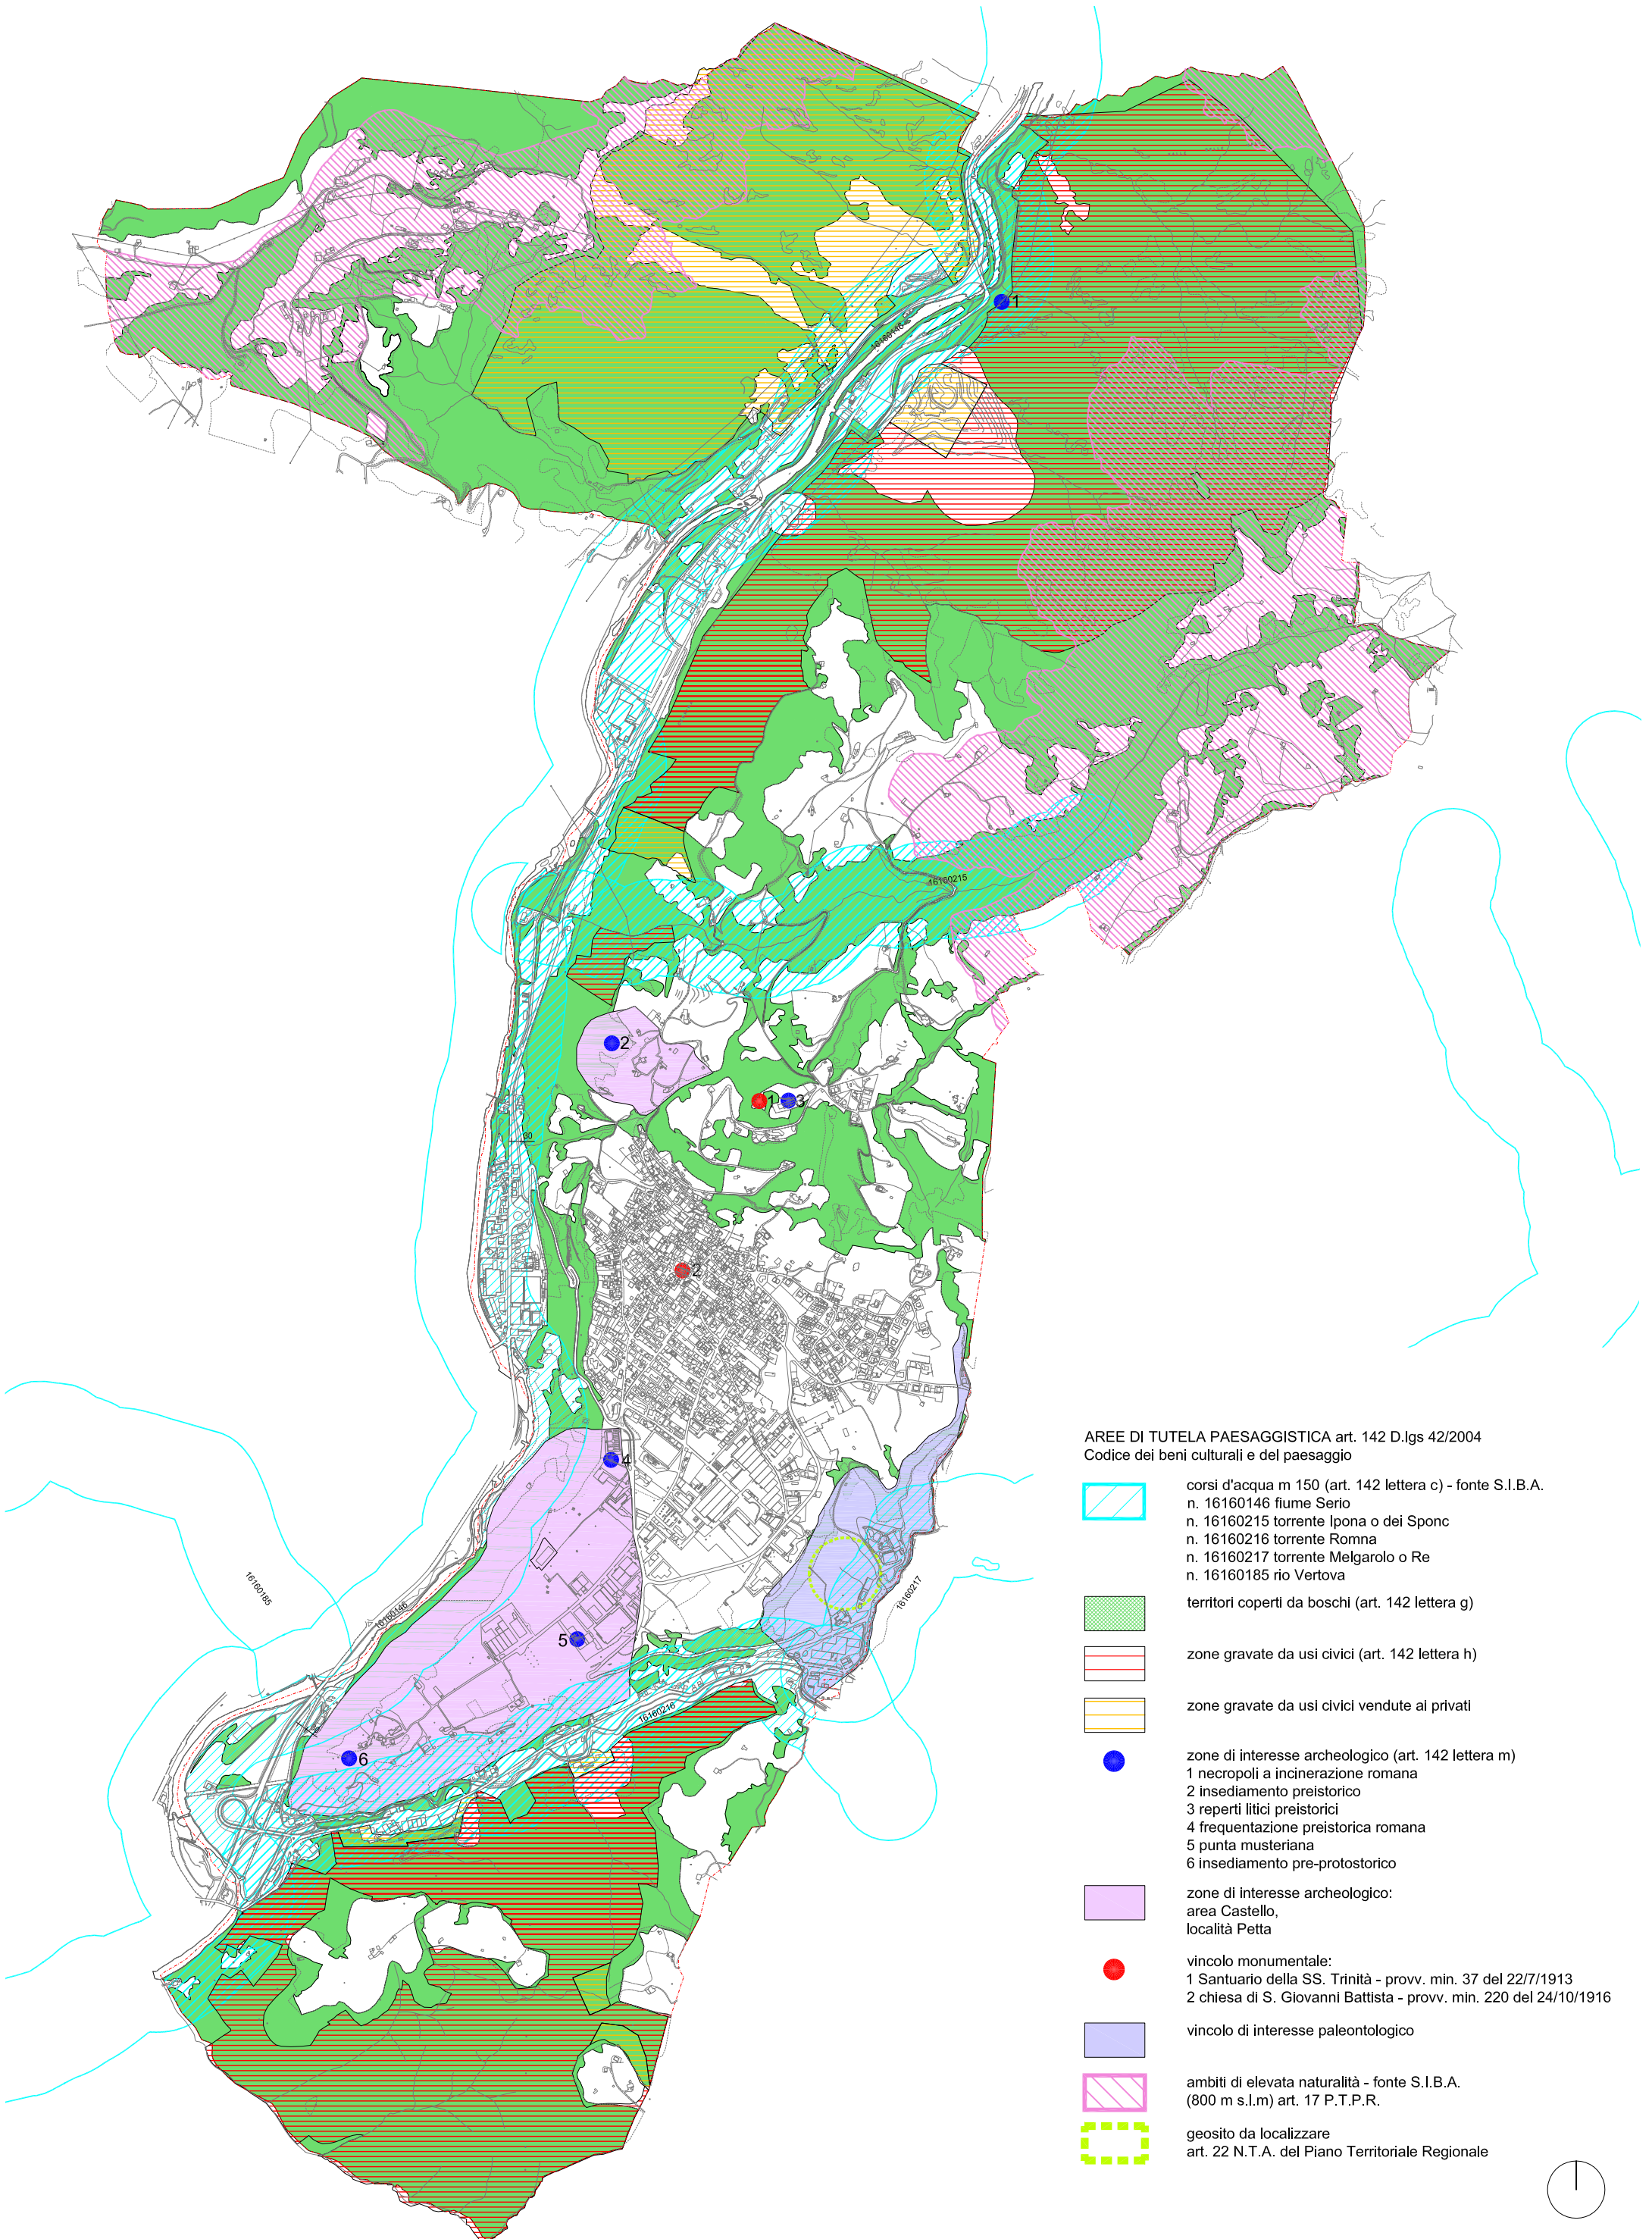 1
16160146
16160215
2
1
3
30
2
4
16160185
16160146
16160217
5
16160216
6
AREE DI TUTELA PAESAGGISTICA art. 142 D.lgs 42/2004
Codice dei beni culturali e del paesaggio
corsi d'acqua m 150 (art. 142 lettera c) - fonte S.I.B.A.
n. 16160146 fiume Serio
n. 16160215 torrente Ipona o dei Sponc
n. 16160216 torrente Romna
n. 16160217 torrente Melgarolo o Re
n. 16160185 rio Vertova
territori coperti da boschi (art. 142 lettera g)
zone gravate da usi civici (art. 142 lettera h)
zone gravate da usi civici vendute ai privati
zone di interesse archeologico (art. 142 lettera m)
1 necropoli a incinerazione romana
2 insediamento preistorico
3 reperti litici preistorici
4 frequentazione preistorica romana
5 punta musteriana
6 insediamento pre-protostorico
zone di interesse archeologico:
area Castello,
località Petta
vincolo monumentale:
1 Santuario della SS. Trinità - provv. min. 37 del 22/7/1913
2 chiesa di S. Giovanni Battista - provv. min. 220 del 24/10/1916
vincolo di interesse paleontologico
ambiti di elevata naturalità - fonte S.I.B.A.
(800 m s.l.m) art. 17 P.T.P.R.
geosito da localizzare
art. 22 N.T.A. del Piano Territoriale Regionale